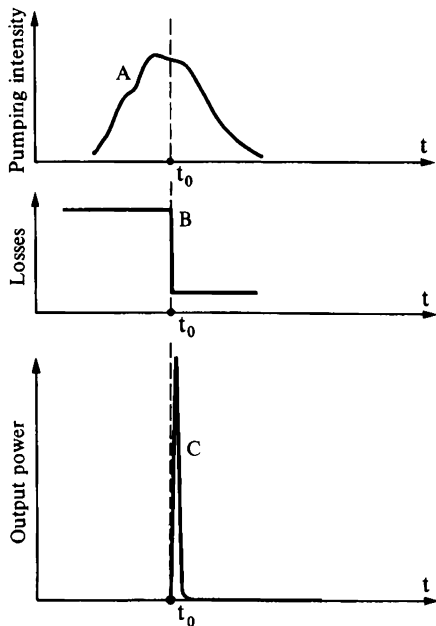 Pumping intensity
A
t
t0
Losses
B
t
t0
Output power
C
t
t0